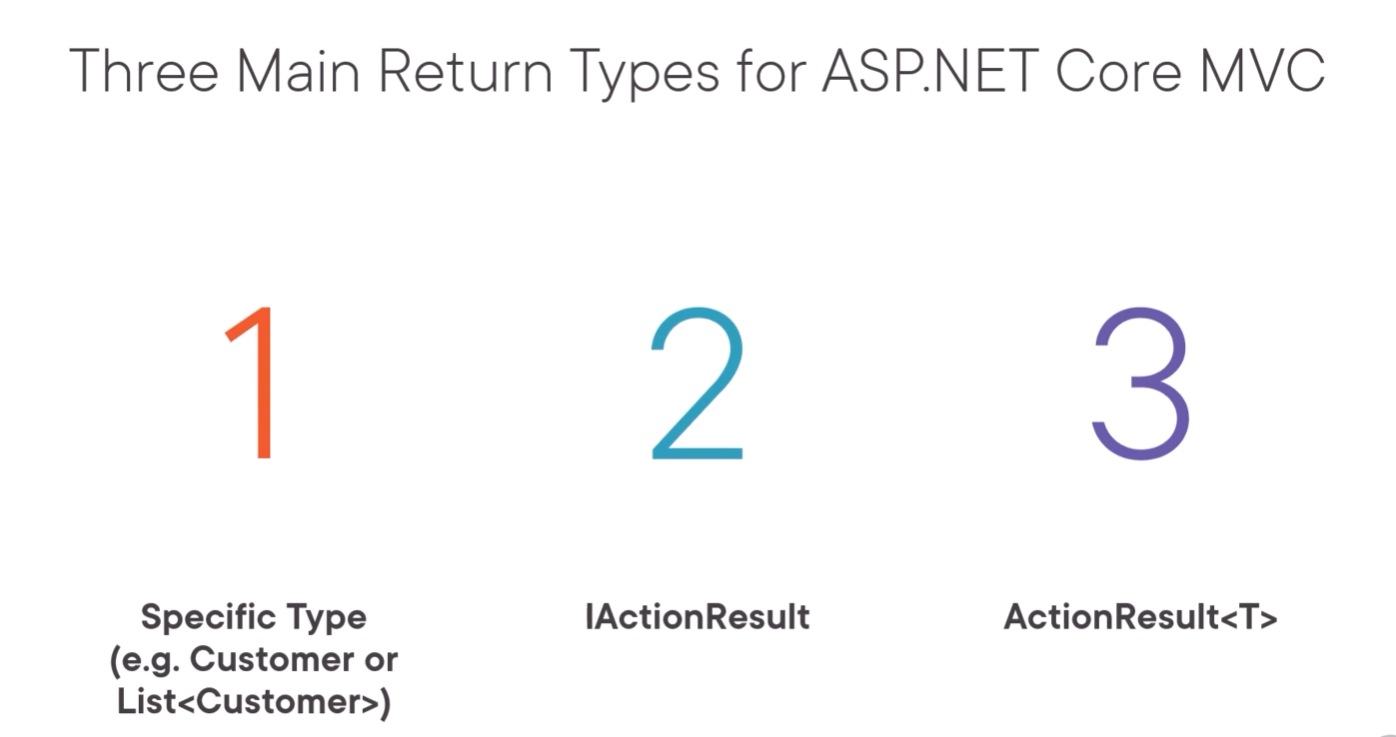 Three Main Return Types for ASP.NET Core MVC
1
2
3
Specific Type
(e.g. Customer or
List<Customer>)
IActionResult
ActionResult<T>